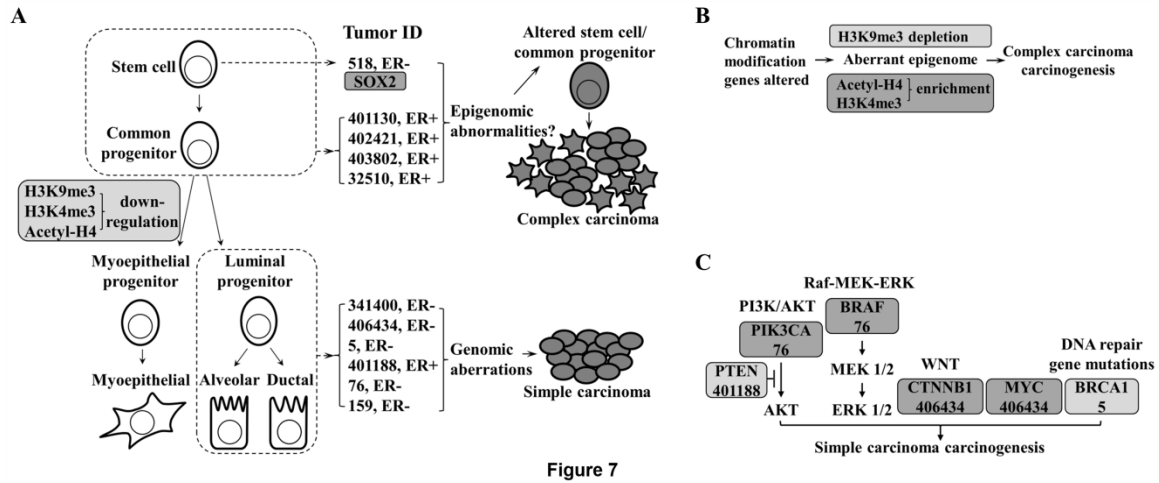 A
Tumor ID
Stem cell
518, ER-
SOX2
Common
progenitor
401130, ER+
402421, ER+
403802, ER+
32510, ER+
Epigenomic
abnormalities?
Altered stem cell/
common progenitor
Complex carcinoma
H3K9me3
H3K4me3
Acetyl-H4
down-
regulation
Myoepithelial
progenitor
Luminal
progenitor
Myoepithelial
Alveolar
Ductal
341400, ER-
406434, ER-
5, ER-
401188, ER+
76, ER-
159, ER-
Genomic
aberrations
Simple carcinoma
B
Chromatin
modification
genes altered
H3K9me3 depletion
Aberrant epigenome
Acetyl-H4
H3K4me3
enrichment
Complex carcinoma
carcinogenesis
C
Raf-MEK-ERK
PI3K/AKT
BRAF
76
PIK3CA
76
PTEN
401188
AKT
MEK 1/2
ERK 1/2
WNT
CTNNB1
406434
MYC
406434
DNA repair
gene mutations
BRCA1
5
Simple carcinoma carcinogenesis
Figure 7